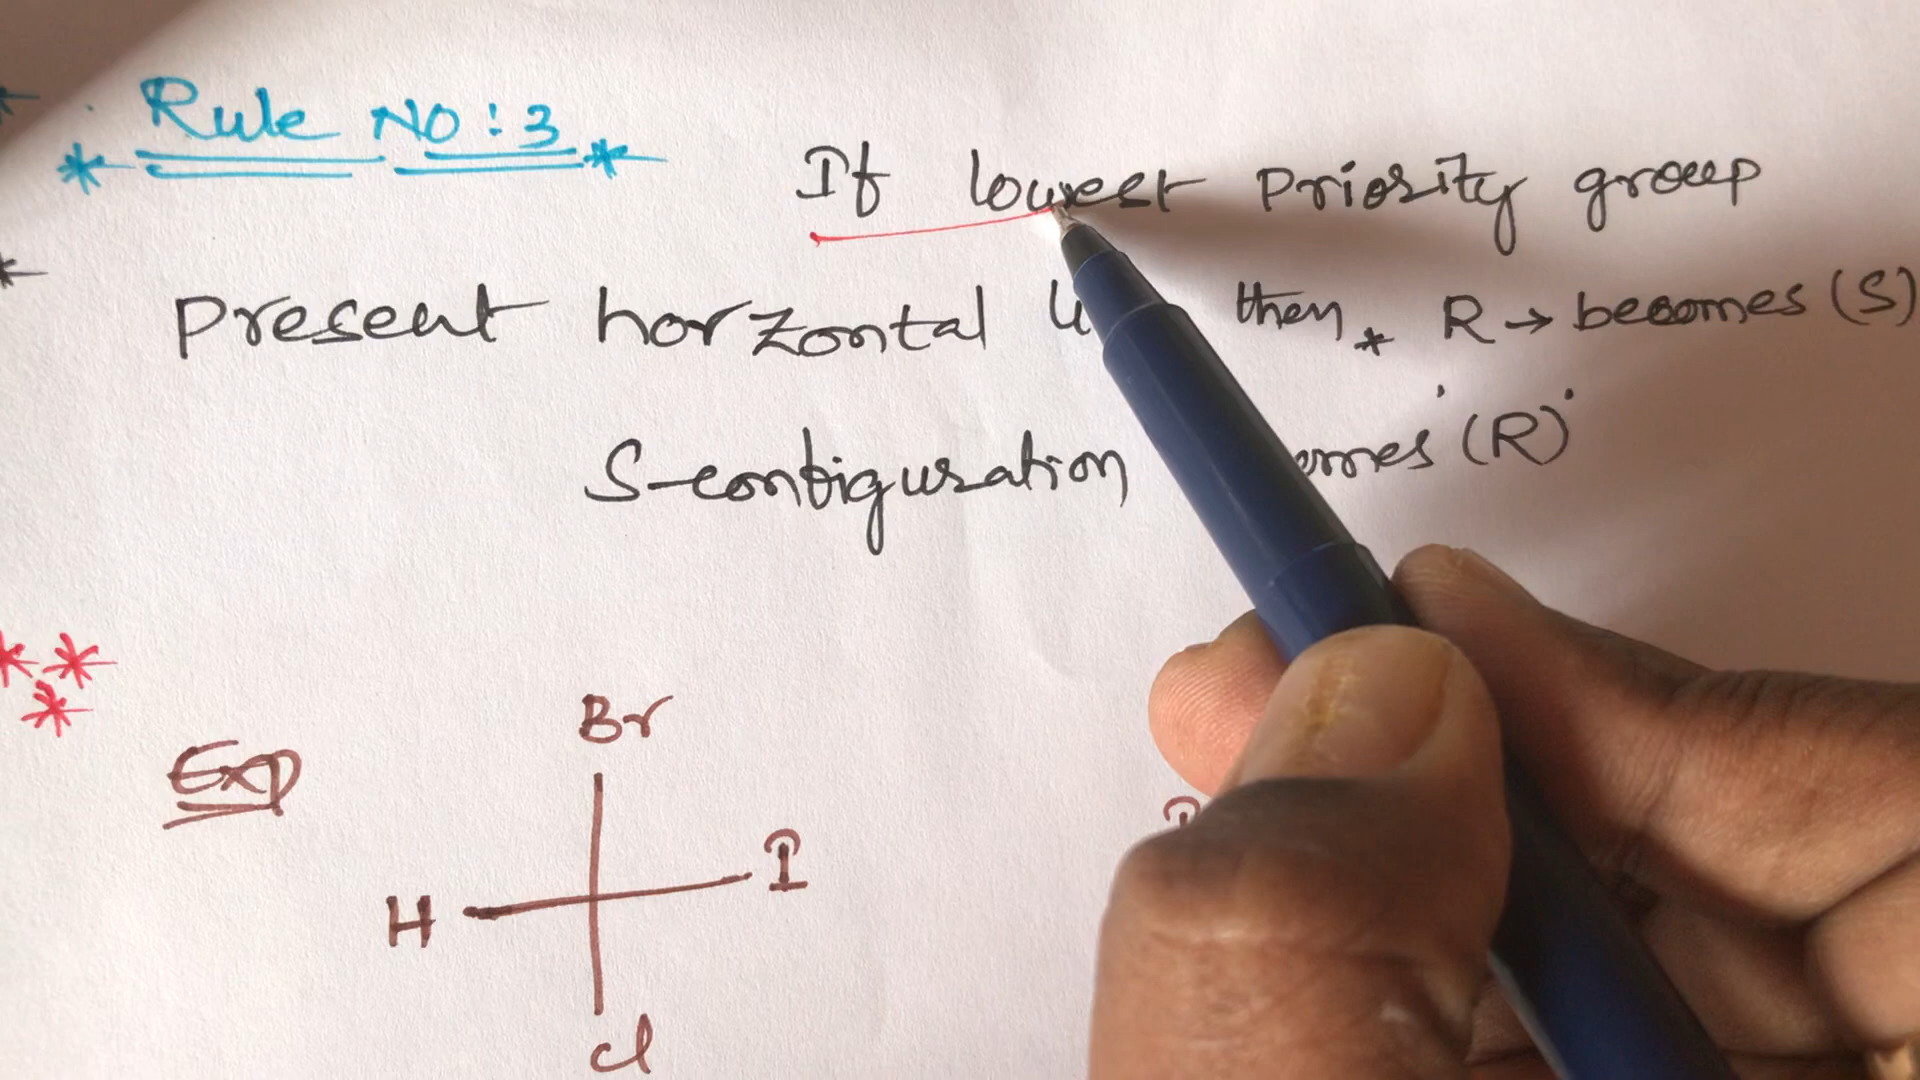 Rule No: 3
If lowest Priority group
Present horzontal then R → becomes (S)
S-configuration (R)
Exp
Br
H I
Cl